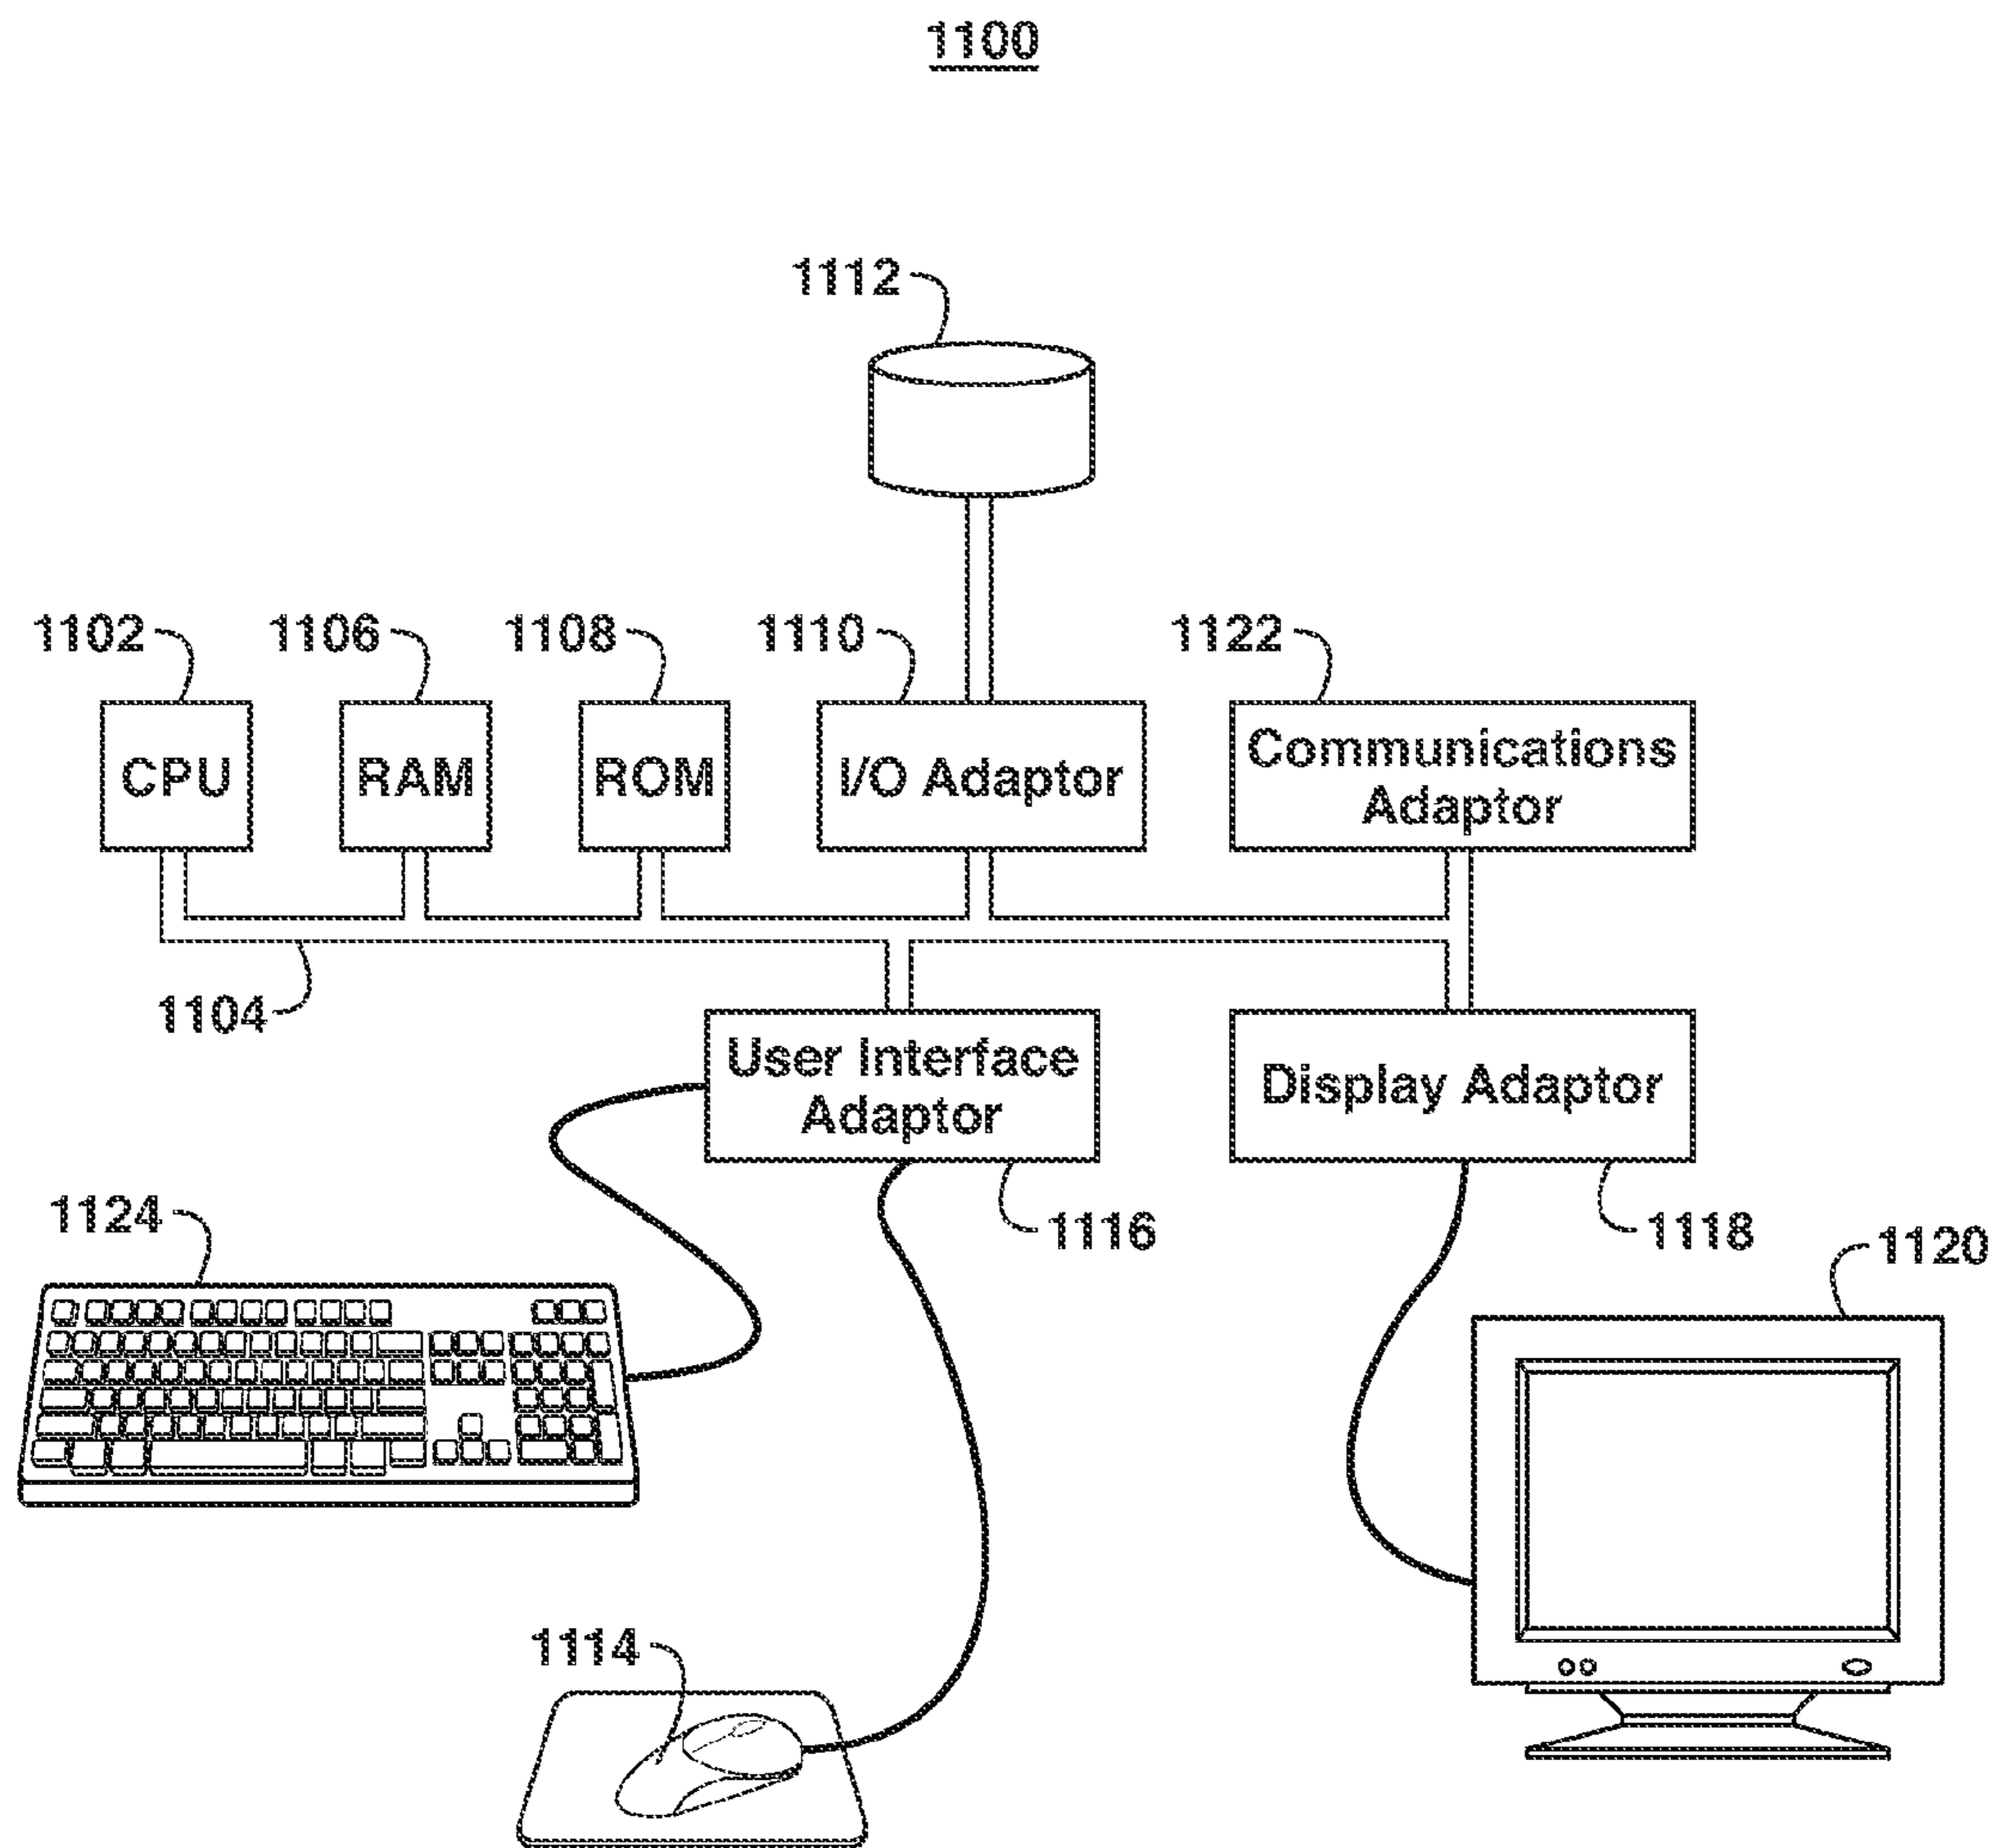 1100
1112
1102
1106
1108
1110
1122
CPU
RAM
ROM
I/O Adaptor
Communications
Adaptor
1104
User Interface
Adaptor
Display Adaptor
1124
1116
1118
1120
1114